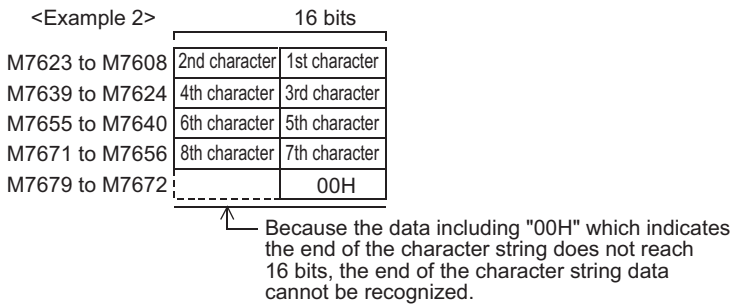 <Example 2> 16 bits
M7623 to M7608 2nd character 1st character
M7639 to M7624 4th character 3rd character
M7655 to M7640 6th character 5th character
M7671 to M7656 8th character 7th character
M7679 to M7672 00H
Because the data including "00H" which indicates
the end of the character string does not reach
16 bits, the end of the character string data
cannot be recognized.